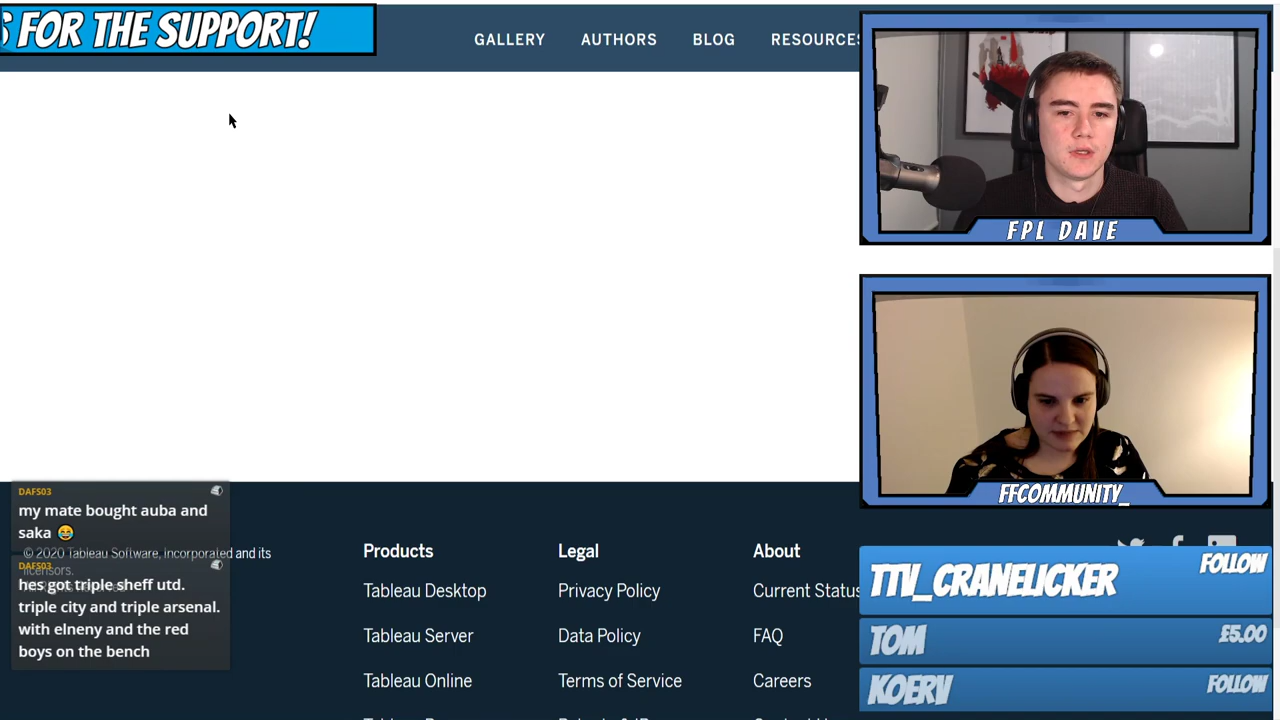 S FOR THE SUPPORT!
GALLERY AUTHORS BLOG RESOURCES
FPL DAVE
FFCOMMUNITY_
DAFS03
my mate bought auba and
saka 😂
© 2020 Tableau Software, incorporated and its
licensors.
DAFS03
hes got triple sheff utd.
triple city and triple arsenal.
with elneny and the red
boys on the bench
Products
Tableau Desktop
Tableau Server
Tableau Online
Legal
Privacy Policy
Data Policy
Terms of Service
About
Current Status
FAQ
Careers
TTV_CRANELICKER FOLLOW
TOM £5.00
KOERV FOLLOW